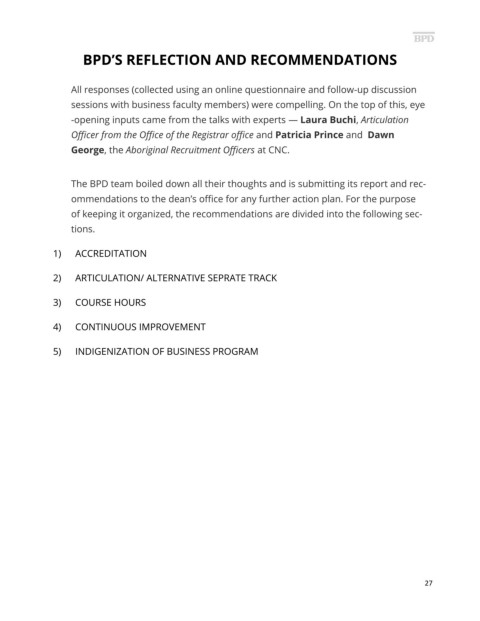 BPD
BPD'S REFLECTION AND RECOMMENDATIONS
All responses (collected using an online questionnaire and follow-up discussion
sessions with business faculty members) were compelling. On the top of this, eye
-opening inputs came from the talks with experts — Laura Buchi, Articulation
Officer from the Office of the Registrar office and Patricia Prince and Dawn
George, the Aboriginal Recruitment Officers at CNC.
The BPD team boiled down all their thoughts and is submitting its report and rec-
ommendations to the dean's office for any further action plan. For the purpose
of keeping it organized, the recommendations are divided into the following sec-
tions.
1) ACCREDITATION
2) ARTICULATION/ ALTERNATIVE SEPRATE TRACK
3) COURSE HOURS
4) CONTINUOUS IMPROVEMENT
5) INDIGENIZATION OF BUSINESS PROGRAM
27